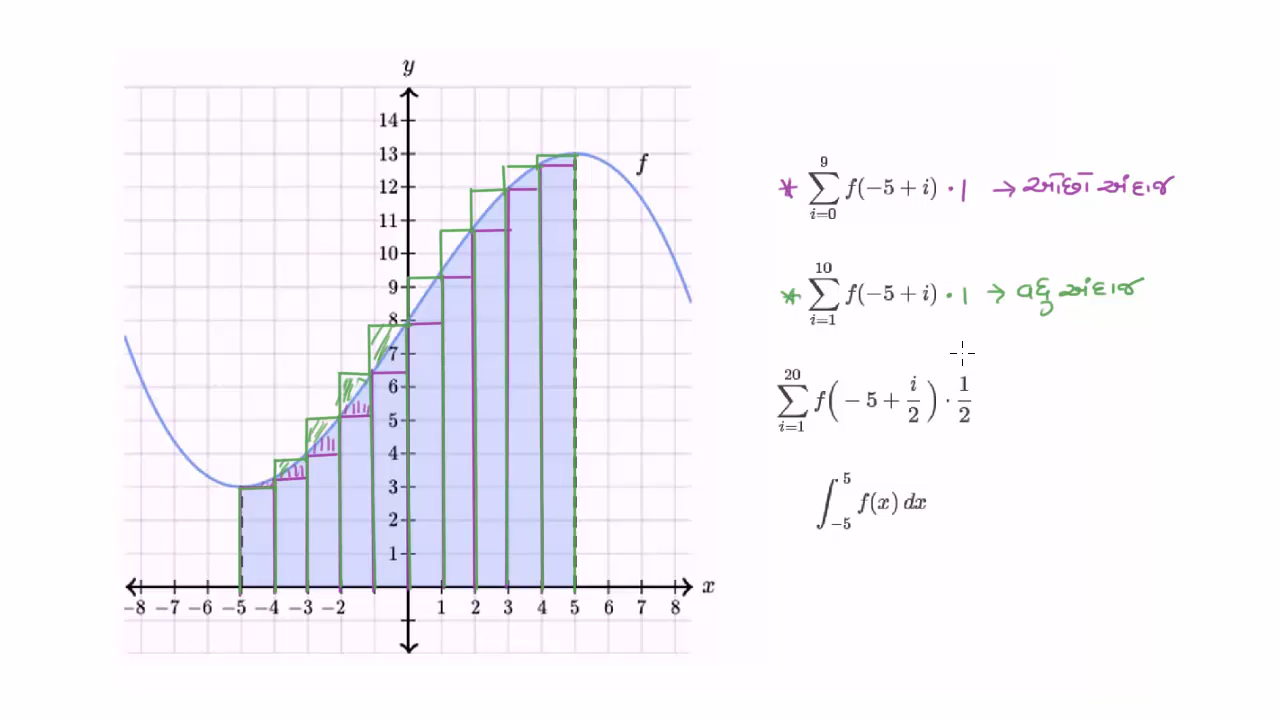 y
14
13
12
11
10
9
8
7
6
5
4
3
2
1
f
−8 −7 −6 −5 −4 −3 −2 1 2 3 4 5 6 7 8 x
* ∑_{i=0}^{9} f(−5 + i) · 1 → ઓછો અંદાજ
* ∑_{i=1}^{10} f(−5 + i) · 1 → વધુ અંદાજ
∑_{i=1}^{20} f(−5 + i/2) · 1/2
∫_{−5}^{5} f(x) dx